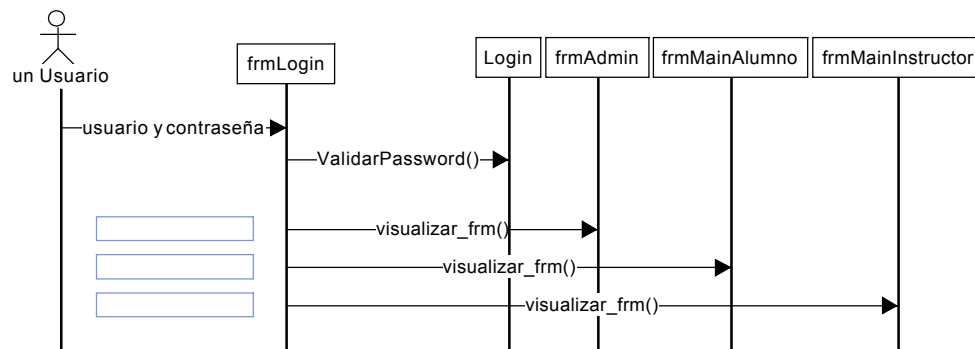 un Usuario
frmLogin
Login
frmAdmin
frmMainAlumno
frmMainInstructor
usuario y contraseña
ValidarPassword()
visualizar_frm()
visualizar_frm()
visualizar_frm()